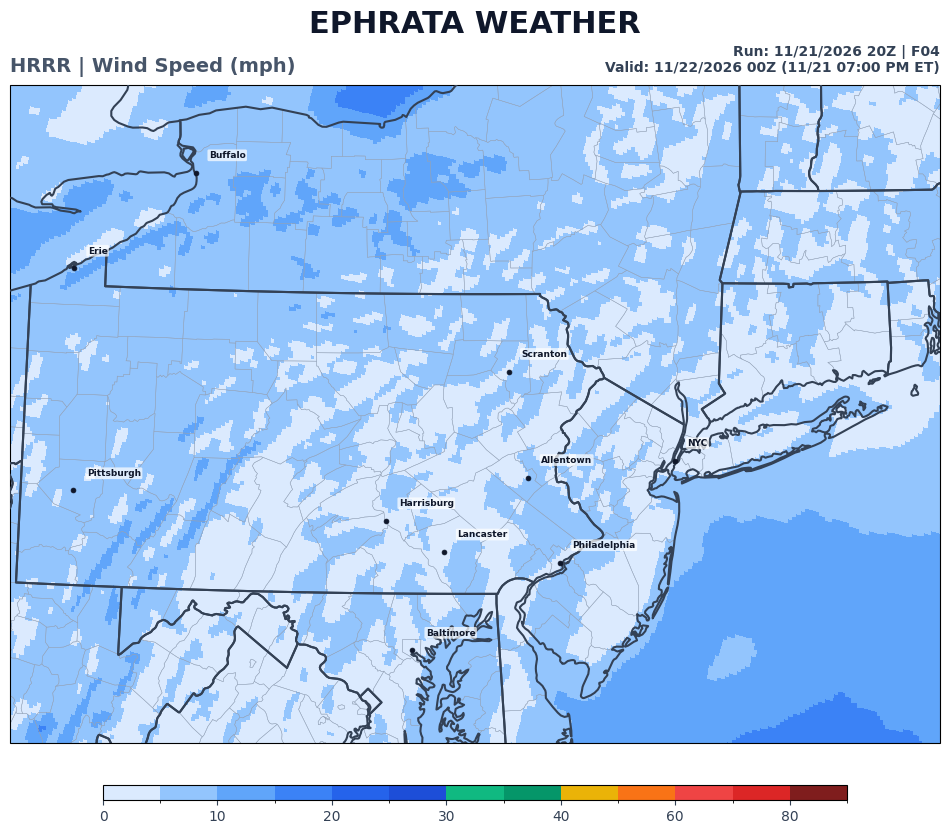 EPHRATA WEATHER
HRRR | Wind Speed (mph)
Run: 11/21/2026 20Z | F04
Valid: 11/22/2026 00Z (11/21 07:00 PM ET)
Buffalo
Erie
Scranton
NYC
Allentown
Pittsburgh
Harrisburg
Lancaster
Philadelphia
Baltimore
0 10 20 30 40 60 80